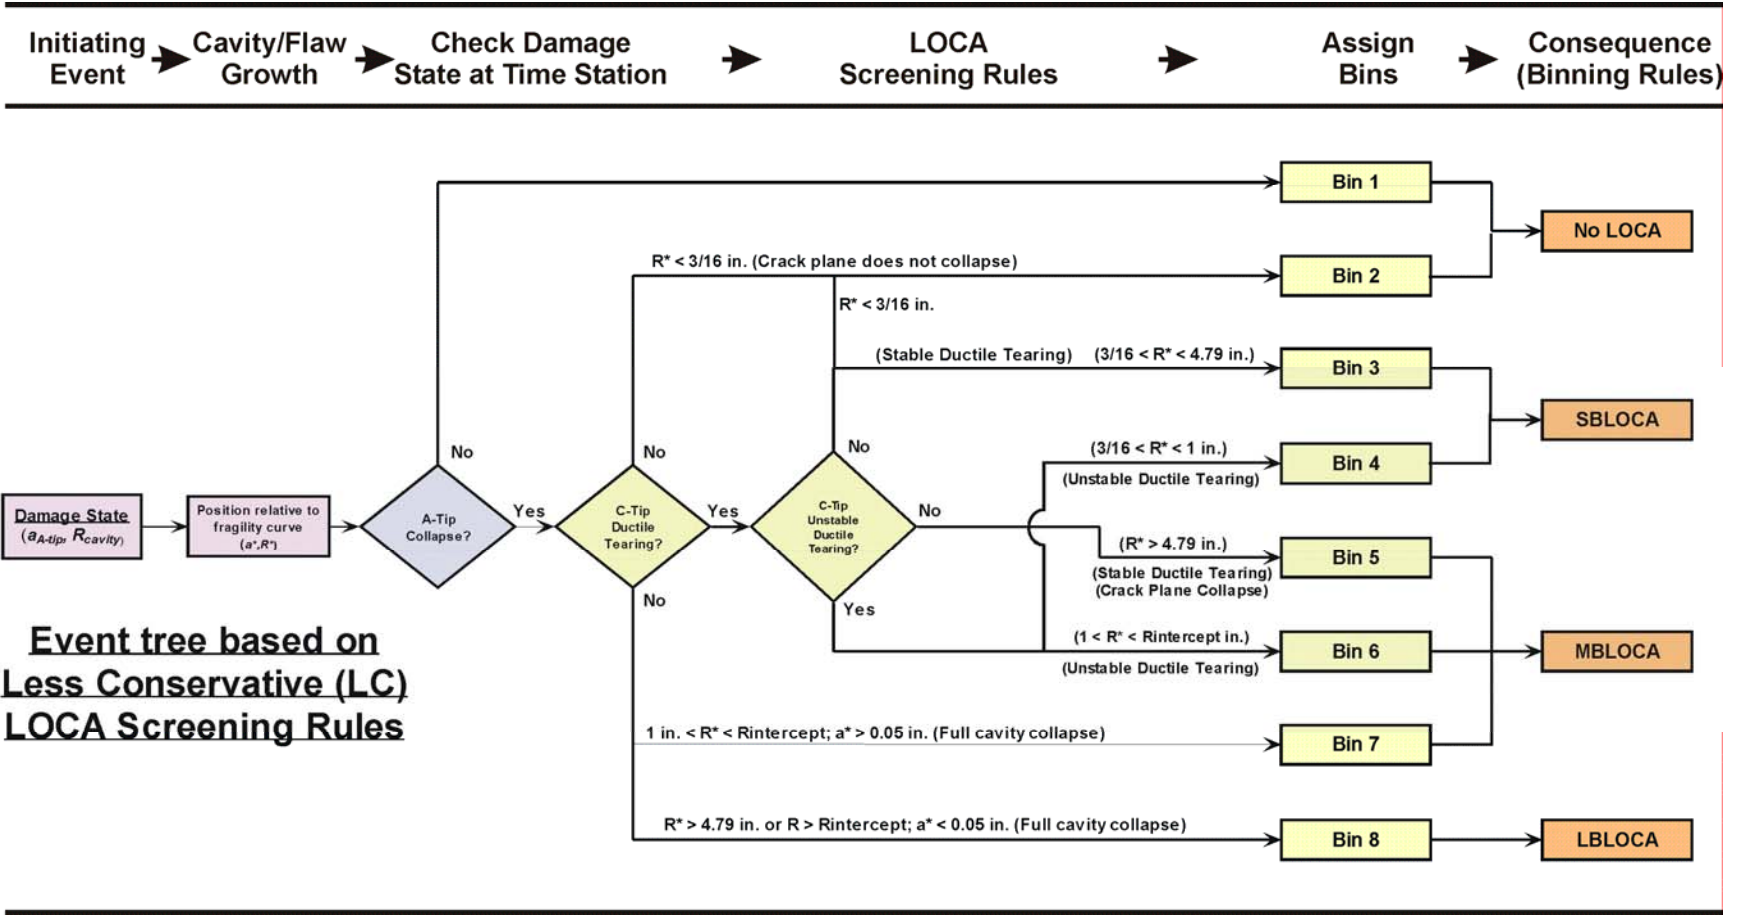 Initiating
Event
Cavity/Flaw
Growth
Check Damage
State at Time Station
LOCA
Screening Rules
Assign
Bins
Consequence
(Binning Rules)
Bin 1
No LOCA
R* < 3/16 in. (Crack plane does not collapse)
Bin 2
R* < 3/16 in.
(Stable Ductile Tearing) (3/16 < R* < 4.79 in.)
Bin 3
SBLOCA
No
No
No
(3/16 < R* < 1 in.)
Bin 4
(Unstable Ductile Tearing)
Damage State
(aA-tip, Rcavity)
Position relative to
fragility curve
(a*,R*)
A-Tip
Collapse?
Yes
C-Tip
Ductile
Tearing?
Yes
C-Tip
Unstable
Ductile
Tearing?
No
(R* > 4.79 in.)
Bin 5
(Stable Ductile Tearing)
(Crack Plane Collapse)
No
Yes
(1 < R* < Rintercept in.)
Bin 6
MBLOCA
(Unstable Ductile Tearing)
Event tree based on
Less Conservative (LC)
LOCA Screening Rules
1 in. < R* < Rintercept; a* > 0.05 in. (Full cavity collapse)
Bin 7
R* > 4.79 in. or R > Rintercept; a* < 0.05 in. (Full cavity collapse)
Bin 8
LBLOCA